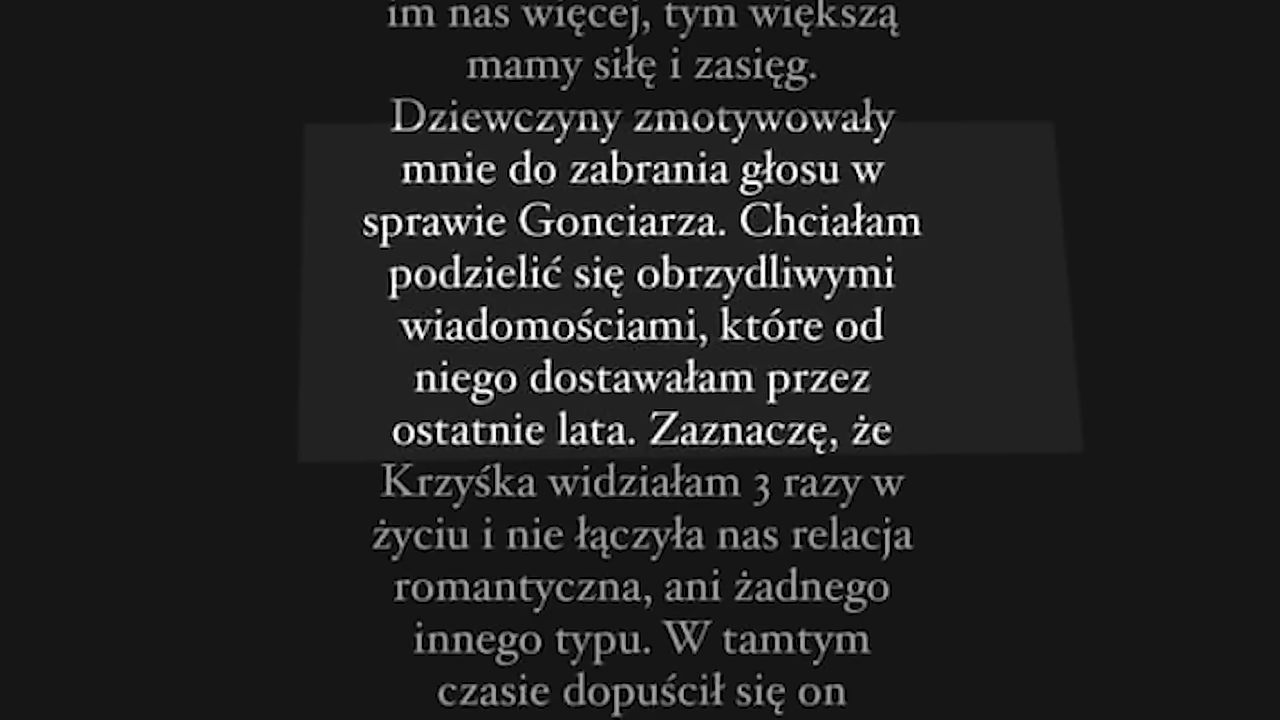 im nas więcej, tym większą
mamy siłę i zasięg.
Dziewczyny zmotywowały
mnie do zabrania głosu w
sprawie Gonciarza. Chciałam
podzielić się obrzydliwymi
wiadomościami, które od
niego dostawałam przez
ostatnie lata. Zaznaczę, że
Krzyśka widziałam 3 razy w
życiu i nie łączyła nas relacja
romantyczna, ani żadnego
innego typu. W tamtym
czasie dopuścił się on